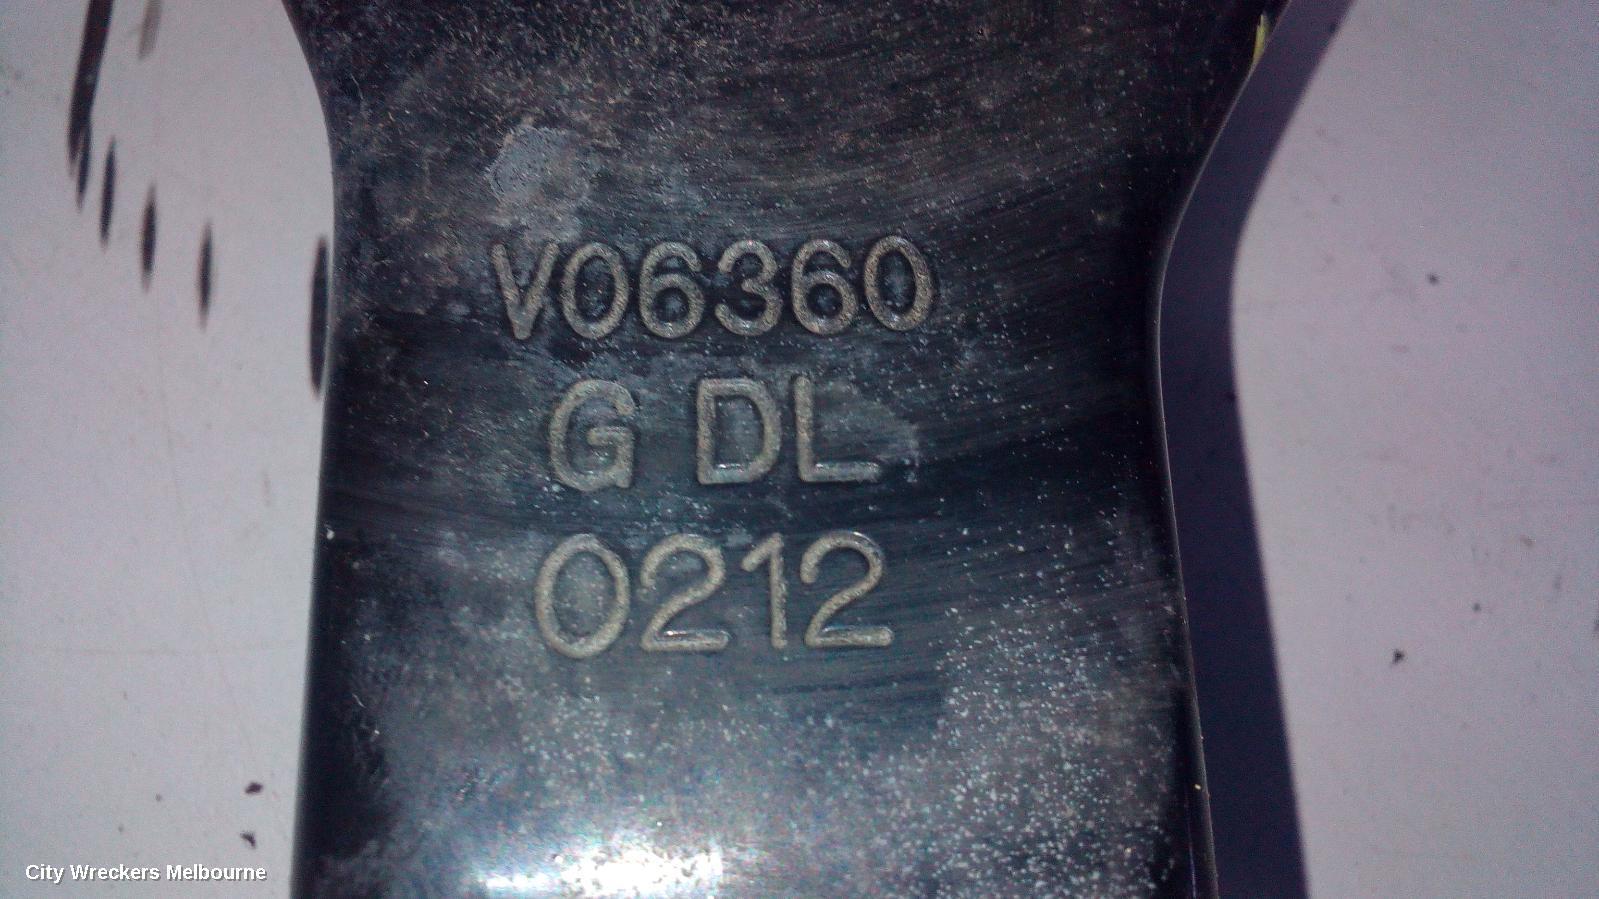 V06360
G DL
0212
City Wreckers Melbourne